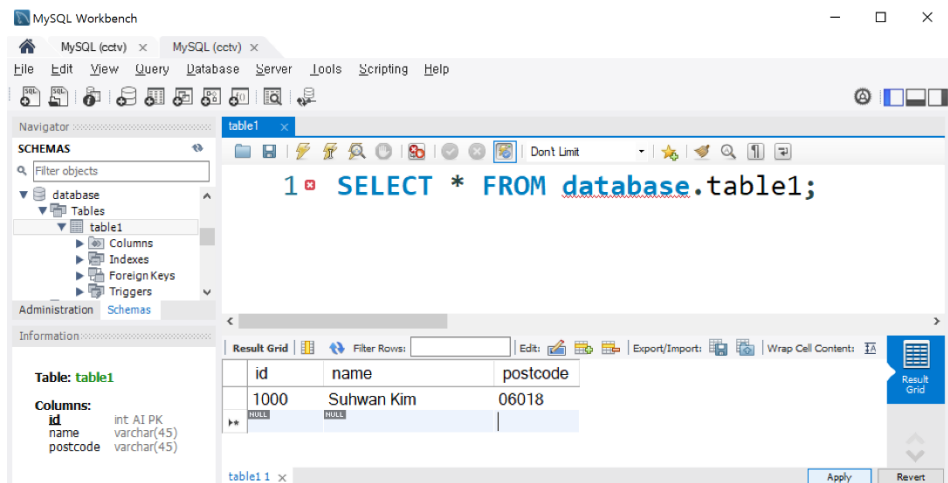 MySQL Workbench
MySQL (cctv) × MySQL (cctv) ×
File Edit View Query Database Server Tools Scripting Help
Navigator
SCHEMAS
Filter objects
database
Tables
table1
Columns
Indexes
Foreign Keys
Triggers
Administration Schemas
Information
Table: table1
Columns:
id int AI PK
name varchar(45)
postcode varchar(45)
table1 ×
Don't Limit
1 SELECT * FROM database.table1;
Result Grid Filter Rows: Edit: Export/Import: Wrap Cell Content:
id name postcode
1000 Suhwan Kim 06018
NULL NULL
Result
Grid
table1 1 × Apply Revert